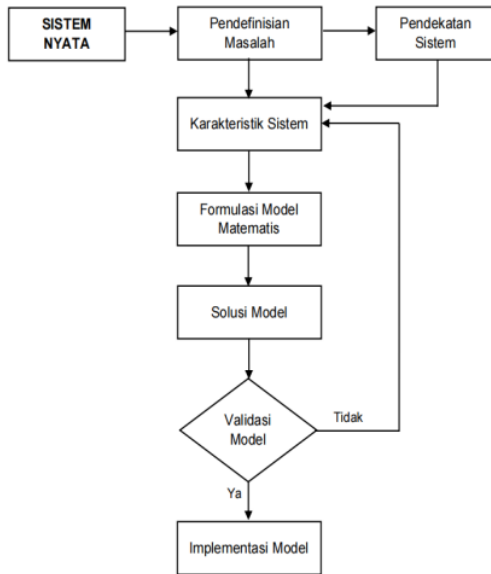 SISTEM
NYATA
Pendefinisian
Masalah
Pendekatan
Sistem
Karakteristik Sistem
Formulasi Model
Matematis
Solusi Model
Validasi
Model
Tidak
Ya
Implementasi Model